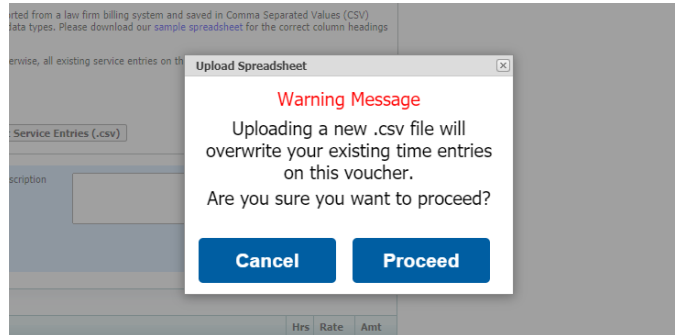 rted from a law firm billing system and saved in Comma Separated Values (CSV)
data types. Please download our sample spreadsheet for the correct column headings
erwise, all existing service entries on th
Upload Spreadsheet
Warning Message
Uploading a new .csv file will
overwrite your existing time entries
on this voucher.
Are you sure you want to proceed?
Cancel Proceed
Service Entries (.csv)
scription
Hrs Rate Amt